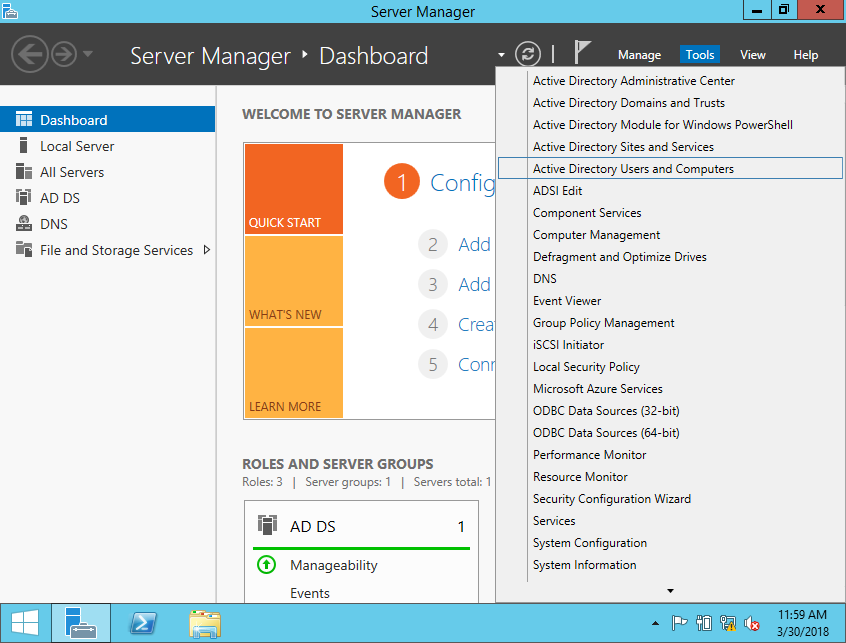 Server Manager
Server Manager ‣ Dashboard
Manage Tools View Help
Dashboard
Local Server
All Servers
AD DS
DNS
File and Storage Services
WELCOME TO SERVER MANAGER
QUICK START
WHAT'S NEW
LEARN MORE
1 Config
2 Add
3 Add
4 Crea
5 Conn
ROLES AND SERVER GROUPS
Roles: 3 | Server groups: 1 | Servers total: 1
AD DS 1
Manageability
Events
Active Directory Administrative Center
Active Directory Domains and Trusts
Active Directory Module for Windows PowerShell
Active Directory Sites and Services
Active Directory Users and Computers
ADSI Edit
Component Services
Computer Management
Defragment and Optimize Drives
DNS
Event Viewer
Group Policy Management
iSCSI Initiator
Local Security Policy
Microsoft Azure Services
ODBC Data Sources (32-bit)
ODBC Data Sources (64-bit)
Performance Monitor
Resource Monitor
Security Configuration Wizard
Services
System Configuration
System Information
11:59 AM
3/30/2018